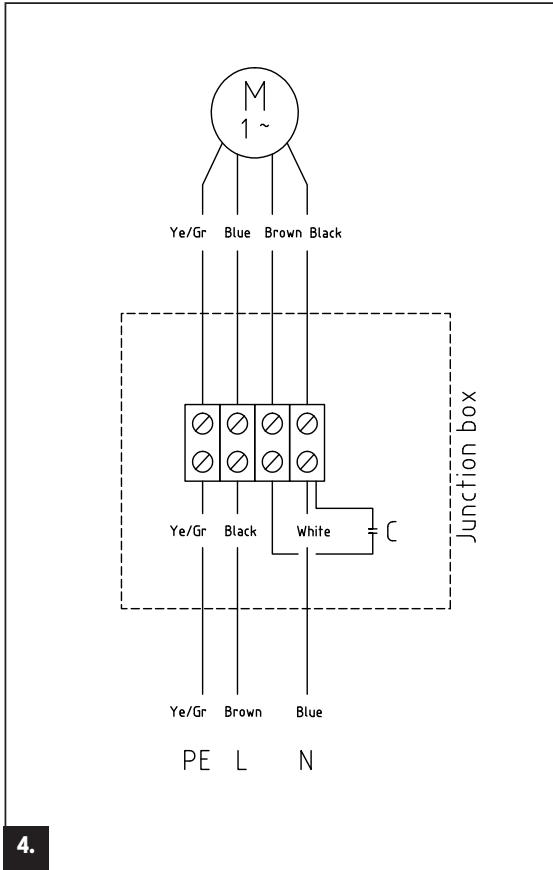 M
1 ~
Ye/Gr Blue Brown Black
Junction box
Ye/Gr Black White C
Ye/Gr Brown Blue
PE L N
4.